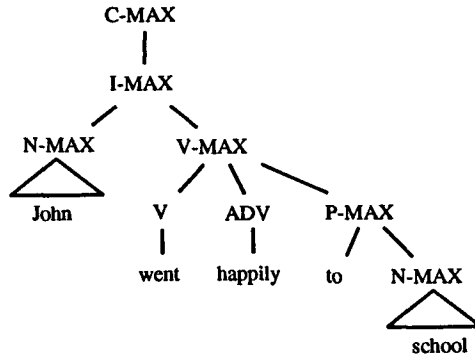 C-MAX
I-MAX
N-MAX V-MAX
John V ADV P-MAX
went happily to N-MAX
school